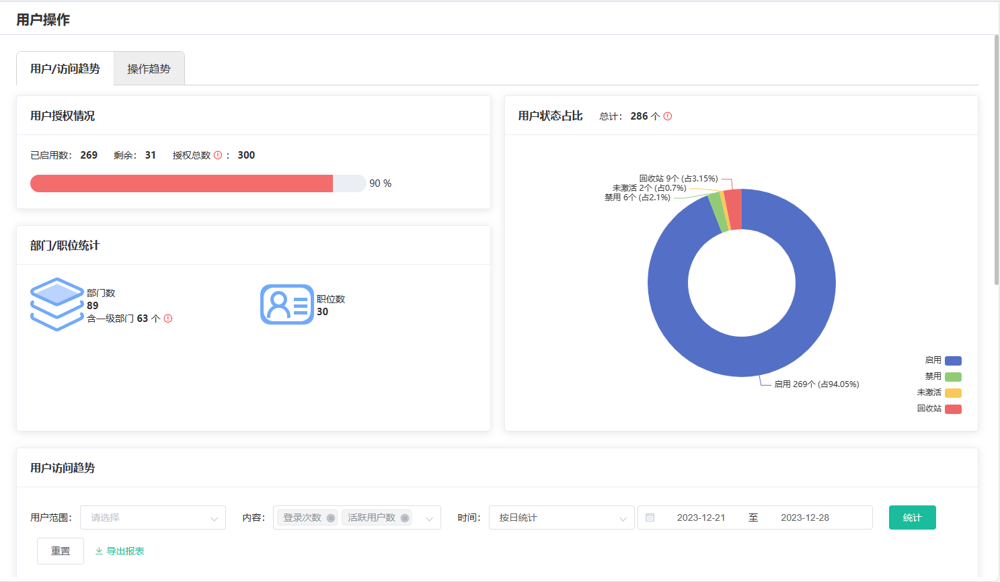 用户操作
用户/访问趋势 操作趋势
用户授权情况
已启用数： 269 剩余： 31 授权总数 ： 300
90 %
部门/职位统计
部门数
89
含一级部门 63 个
职位数
30
用户状态占比 总计： 286 个
回收站 9个 (占3.15%)
未激活 2个 (占0.7%)
禁用 6个 (占2.1%)
启用 269个 (占94.05%)
启用
禁用
未激活
回收站
用户访问趋势
用户范围： 请选择 内容： 登录次数 活跃用户数 时间： 按日统计 2023-12-21 至 2023-12-28 统计
重置 导出报表